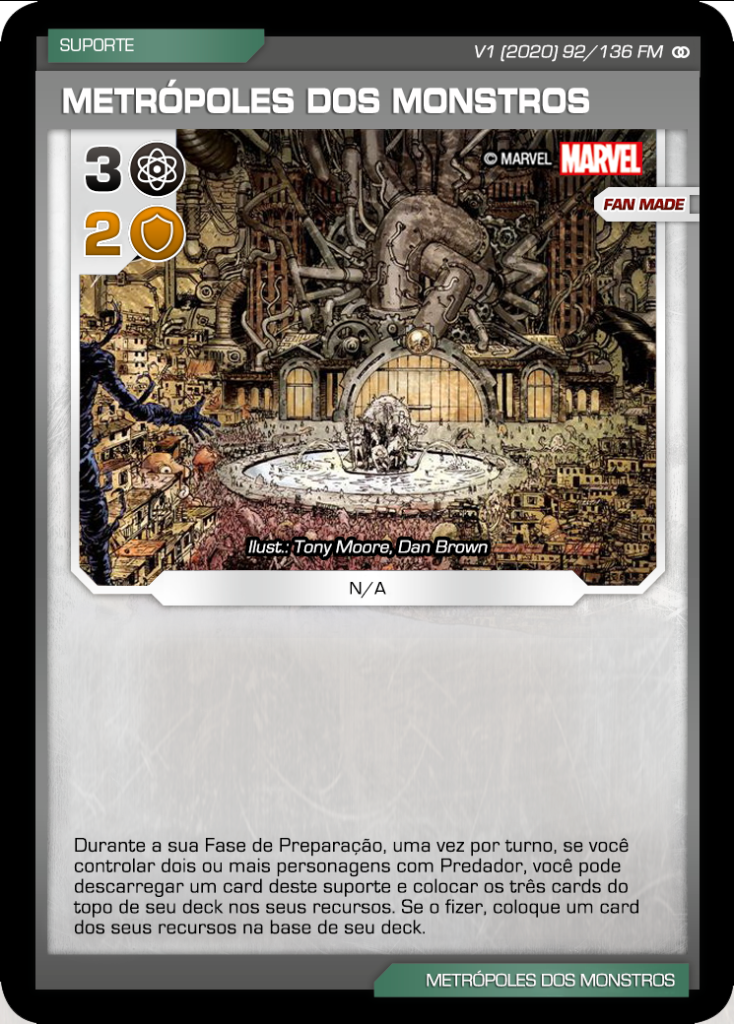 SUPORTE
V1 (2020) 92/136 FM
METRÓPOLES DOS MONSTROS
3
© MARVEL MARVEL
FAN MADE
2
Ilust.: Tony Moore, Dan Brown
N/A
Durante a sua Fase de Preparação, uma vez por turno, se você
controlar dois ou mais personagens com Predador, você pode
descarregar um card deste suporte e colocar os três cards do
topo de seu deck nos seus recursos. Se o fizer, coloque um card
dos seus recursos na base de seu deck.
METRÓPOLES DOS MONSTROS